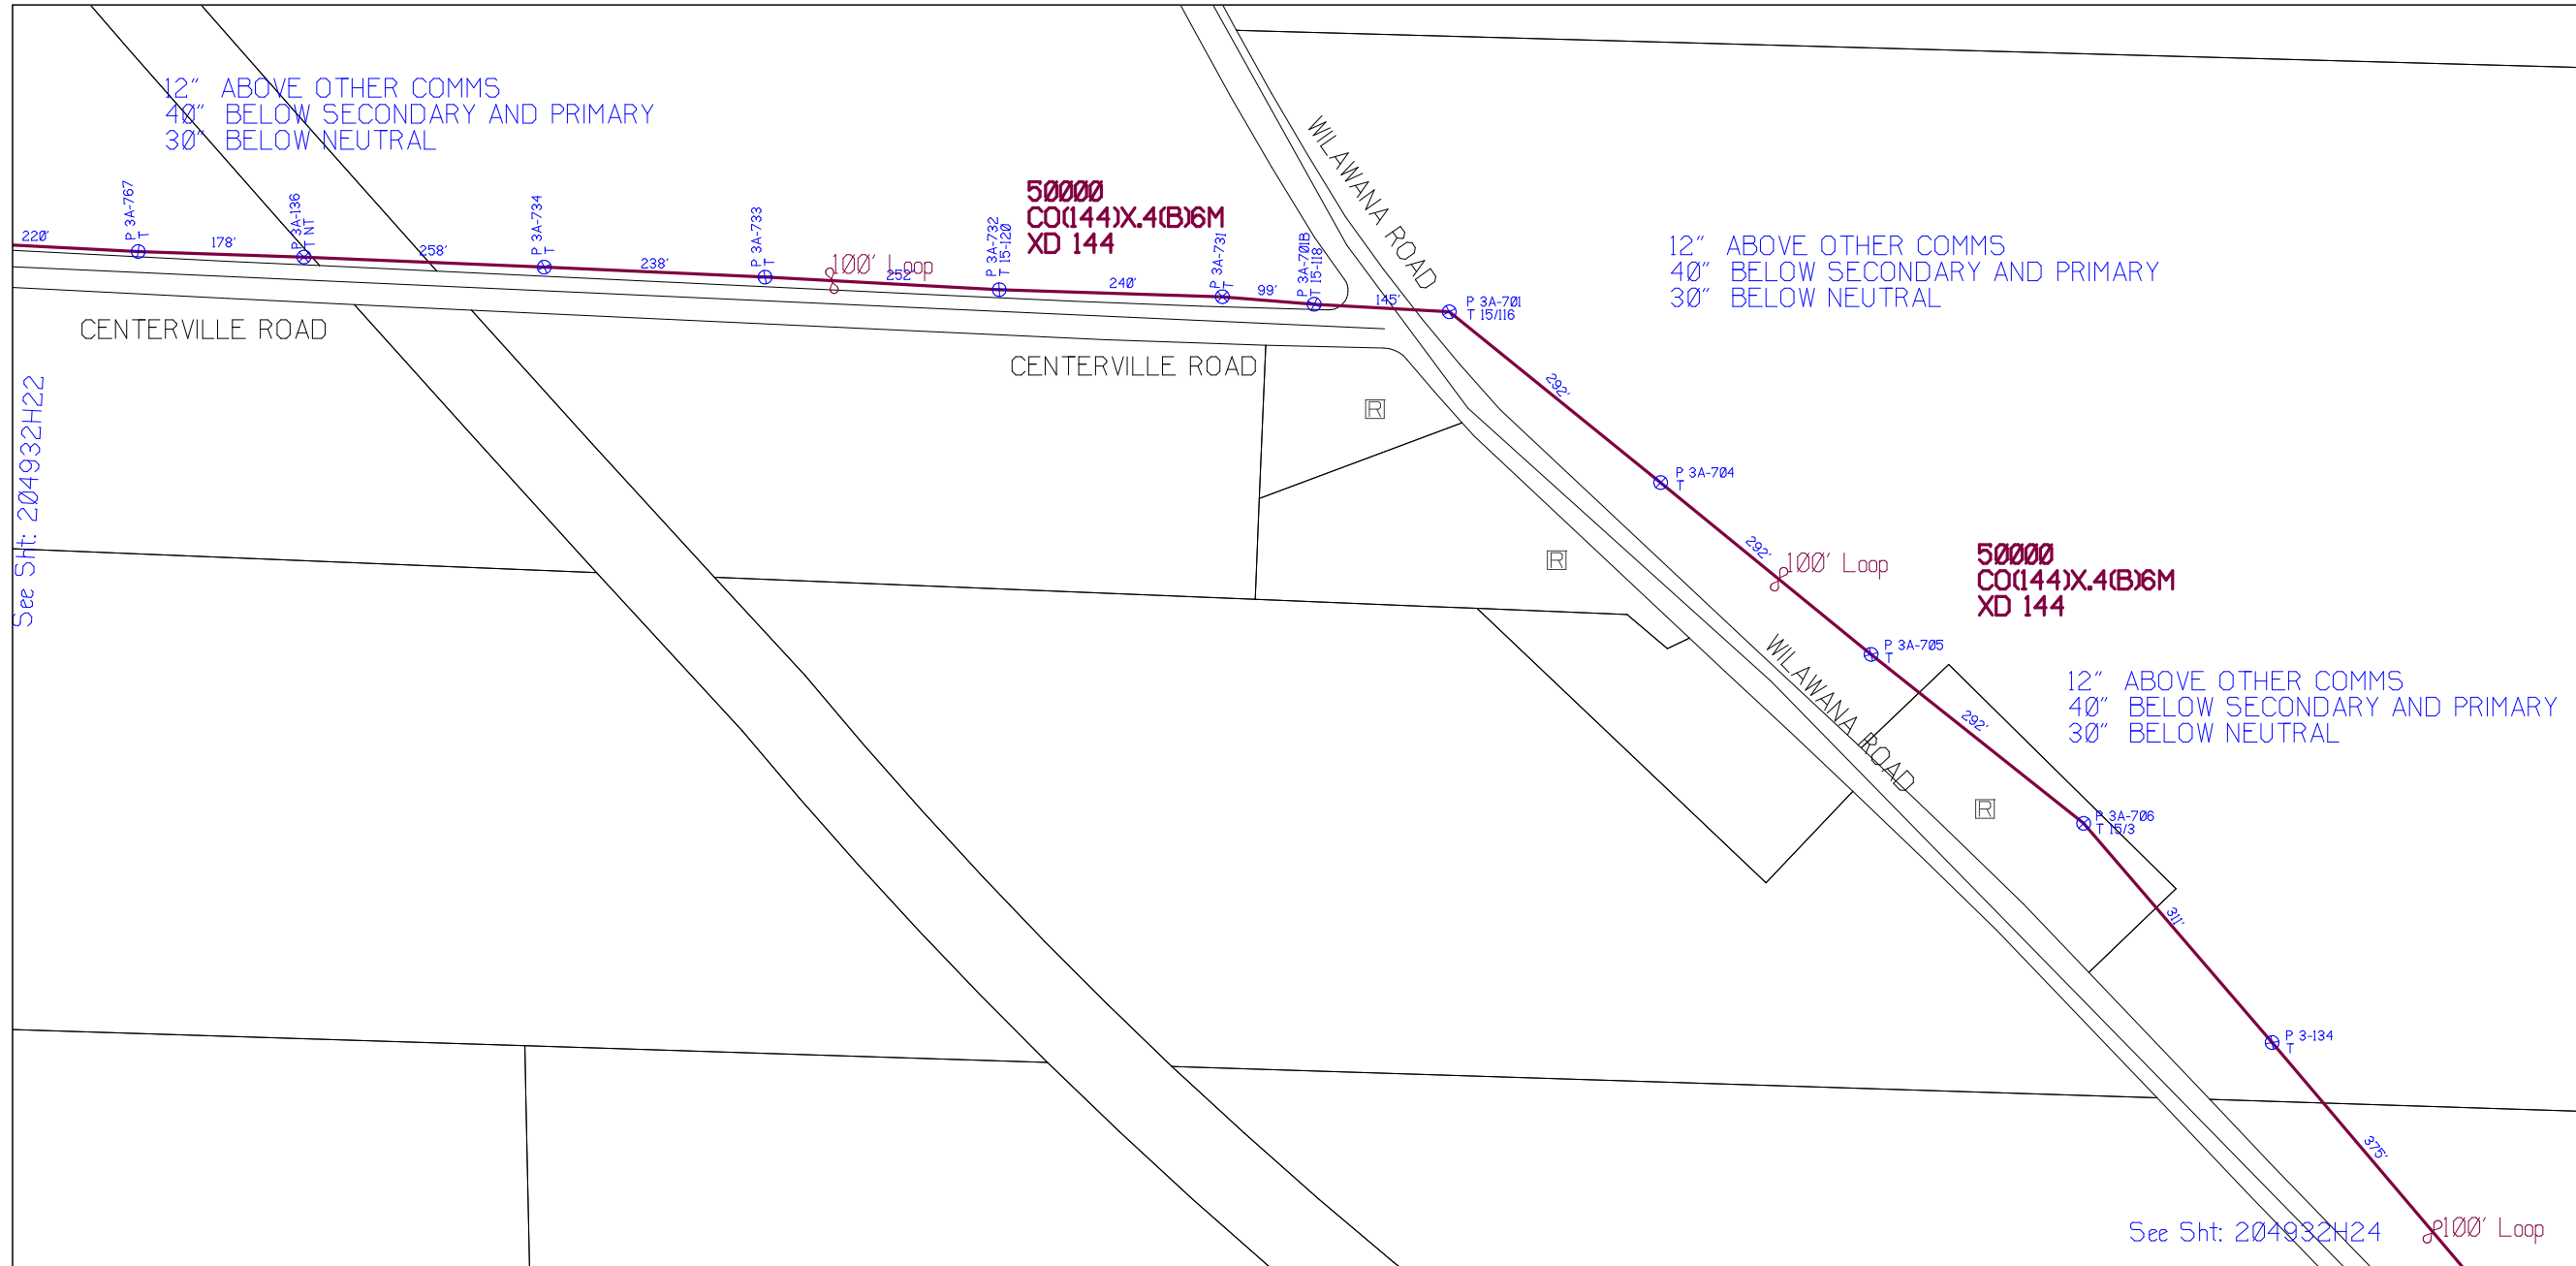 12" ABOVE OTHER COMMS
40" BELOW SECONDARY AND PRIMARY
30" BELOW NEUTRAL
220'
P 3A-767
T
178'
P 3A-136
T NT
258'
P 3A-734
T
238'
P 3A-733
T
100' Loop
252'
P 3A-732
T 15-120
50000
CO(144)X.4(B)6M
XD 144
240'
P 3A-731
T
99'
P 3A-701B
T 15-118
145'
P 3A-701
T 15/116
WILAWANA ROAD
12" ABOVE OTHER COMMS
40" BELOW SECONDARY AND PRIMARY
30" BELOW NEUTRAL
CENTERVILLE ROAD
CENTERVILLE ROAD
See Sht: 204932H22
R
292'
P 3A-704
T
R
292'
100' Loop
50000
CO(144)X.4(B)6M
XD 144
P 3A-705
T
WILAWANA ROAD
12" ABOVE OTHER COMMS
40" BELOW SECONDARY AND PRIMARY
30" BELOW NEUTRAL
292'
R
P 3A-706
T 15/3
311'
P 3-134
T
375'
See Sht: 204932H24
100' Loop